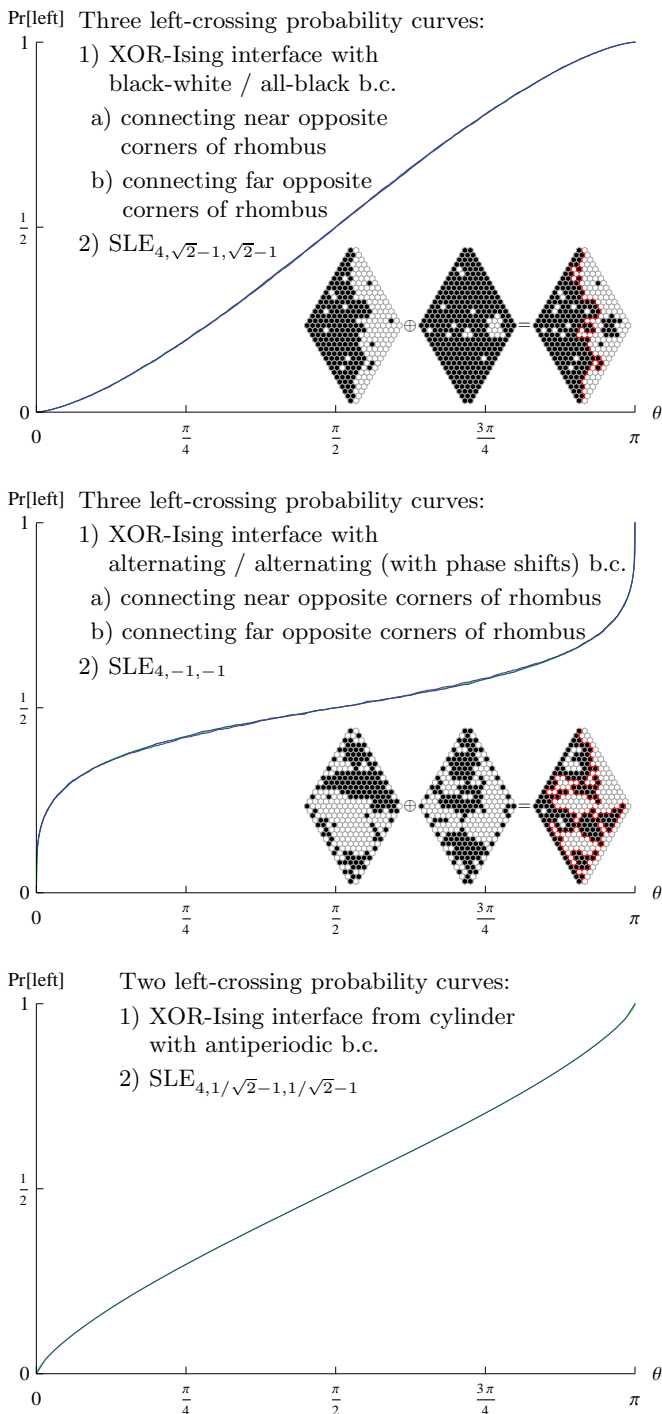 Pr[left] Three left-crossing probability curves:
1
1) XOR-Ising interface with
black-white / all-black b.c.
a) connecting near opposite
corners of rhombus
b) connecting far opposite
corners of rhombus
1/2
2) SLE_{4,√2−1,√2−1}
⊕ =
0
0 π/4 π/2 3π/4 π θ
Pr[left] Three left-crossing probability curves:
1
1) XOR-Ising interface with
alternating / alternating (with phase shifts) b.c.
a) connecting near opposite corners of rhombus
b) connecting far opposite corners of rhombus
2) SLE_{4,−1,−1}
1/2
⊕ =
0
0 π/4 π/2 3π/4 π θ
Pr[left] Two left-crossing probability curves:
1
1) XOR-Ising interface from cylinder
with antiperiodic b.c.
2) SLE_{4,1/√2−1,1/√2−1}
1/2
0
0 π/4 π/2 3π/4 π θ